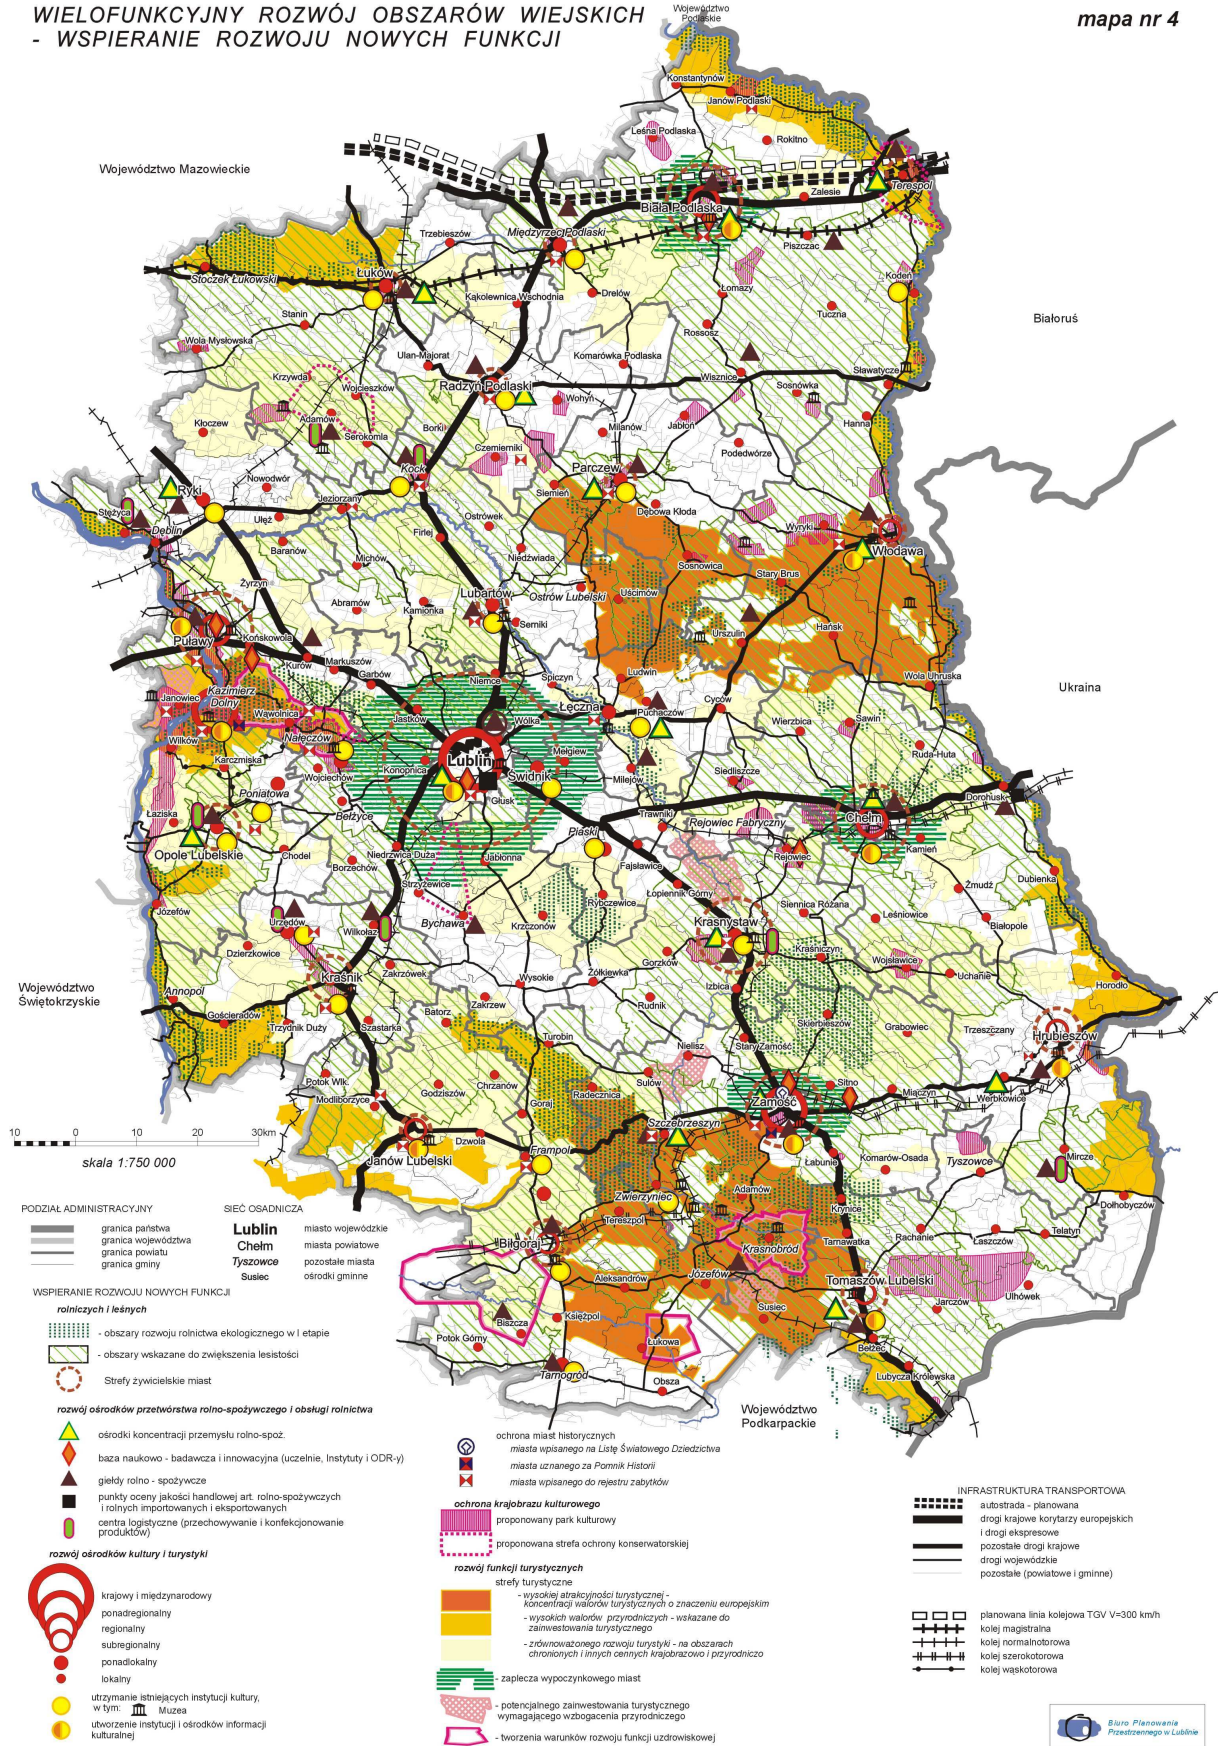 WIELOFUNKCYJNY ROZWÓJ OBSZARÓW WIEJSKICH
- WSPIERANIE ROZWOJU NOWYCH FUNKCJI
mapa nr 4
Województwo
Podlaskie
Województwo Mazowieckie
Białoruś
Ukraina
Województwo
Świętokrzyskie
Województwo
Podkarpackie
Konstantynów
Janów Podlaski
Leśna Podlaska
Rokitno
Terespol
Zalesie
Biała Podlaska
Międzyrzec Podlaski
Trzebieszów
Piszczac
Kodeń
Stoczek Łukowski
Łuków
Kąkolewnica Wschodnia
Drelów
Łomazy
Tuczna
Stanin
Rossosz
Wola Mysłowska
Ulan-Majorat
Komarówka Podlaska
Wisznice
Sławatycze
Krzywda
Wojcieszków
Radzyń Podlaski
Sosnówka
Wohyń
Kłoczew
Adamów
Serokomla
Borki
Milanów
Jabłoń
Hanna
Czemierniki
Podedwórze
Kock
Parczew
Ryki
Nowodwór
Jeziorzany
Siemień
Dębowa Kłoda
Stężyca
Dęblin
Ułęż
Ostrówek
Wyryki
Firlej
Baranów
Włodawa
Michów
Niedźwiada
Sosnowica
Stary Brus
Żyrzyn
Lubartów
Ostrów Lubelski
Uścimów
Abramów
Kamionka
Serniki
Puławy
Końskowola
Urszulin
Hańsk
Kurów
Markuszów
Garbów
Niemce
Spiczyn
Ludwin
Wola Uhruska
Janowiec
Kazimierz
Dolny
Wąwolnica
Jastków
Łęczna
Puchaczów
Cyców
Wólka
Wierzbica
Sawin
Wilków
Nałęczów
Lublin
Mełgiew
Ruda-Huta
Karczmiska
Wojciechów
Konopnica
Świdnik
Milejów
Siedliszcze
Poniatowa
Głusk
Dorohusk
Bełżyce
Łaziska
Trawniki
Rejowiec Fabryczny
Chełm
Piaski
Opole Lubelskie
Chodel
Niedrzwica Duża
Jabłonna
Fajsławice
Rejowiec
Kamień
Borzechów
Strzyżewice
Łopiennik Górny
Żmudź
Dubienka
Józefów
Rybczewice
Siennica Różana
Leśniowice
Urzędów
Wilkołaz
Bychawa
Krzczonów
Krasnystaw
Białopole
Dzierzkowice
Gorzków
Kraśniczyn
Wojsławice
Zakrzówek
Wysokie
Żółkiewka
Uchanie
Kraśnik
Izbica
Horodło
Annopol
Gościeradów
Zakrzew
Rudnik
Batorz
Skierbieszów
Grabowiec
Trzeszczany
Trzydnik Duży
Szastarka
Turobin
Stary Zamość
Hrubieszów
Nielisz
Potok Wlk.
Modliborzyce
Godziszów
Chrzanów
Radecznica
Sułów
Sitno
Miączyn
Werbkowice
Goraj
Zamość
Szczebrzeszyn
Janów Lubelski
Dzwola
Frampol
Łabunie
Komarów-Osada
Tyszowce
Mircze
Zwierzyniec
Adamów
Dołhobyczów
Tereszpol
Krynice
Rachanie
Łaszczów
Telatyn
Krasnobród
Tarnawatka
Biłgoraj
Józefów
Aleksandrów
Tomaszów Lubelski
Susiec
Jarczów
Ulhówek
Biszcza
Księżpol
Potok Górny
Łukowa
Bełżec
Tarnogród
Obsza
Lubycza Królewska
10 0 10 20 30km
skala 1:750 000
PODZIAŁ ADMINISTRACYJNY
granica państwa
granica województwa
granica powiatu
granica gminy
SIEĆ OSADNICZA
Lublin miasto wojewódzkie
Chełm miasta powiatowe
Tyszowce pozostałe miasta
Susiec ośrodki gminne
WSPIERANIE ROZWOJU NOWYCH FUNKCJI
rolniczych i leśnych
- obszary rozwoju rolnictwa ekologicznego w I etapie
- obszary wskazane do zwiększenia lesistości
Strefy żywicielskie miast
rozwój ośrodków przetwórstwa rolno-spożywczego i obsługi rolnictwa
ośrodki koncentracji przemysłu rolno-spoż.
baza naukowo - badawcza i innowacyjna (uczelnie, Instytuty i ODR-y)
giełdy rolno - spożywcze
punkty oceny jakości handlowej art. rolno-spożywczych
i rolnych importowanych i eksportowanych
centra logistyczne (przechowywanie i konfekcjonowanie
produktów)
rozwój ośrodków kultury i turystyki
krajowy i międzynarodowy
ponadregionalny
regionalny
subregionalny
ponadlokalny
lokalny
utrzymanie istniejących instytucji kultury,
w tym: Muzea
utworzenie instytucji i ośrodków informacji
kulturalnej
ochrona miast historycznych
miasta wpisanego na Listę Światowego Dziedzictwa
miasta uznanego za Pomnik Historii
miasta wpisanego do rejestru zabytków
ochrona krajobrazu kulturowego
proponowany park kulturowy
proponowana strefa ochrony konserwatorskiej
rozwój funkcji turystycznych
strefy turystyczne
- wysokiej atrakcyjności turystycznej -
koncentracji walorów turystycznych o znaczeniu europejskim
- wysokich walorów przyrodniczych - wskazane do
zainwestowania turystycznego
- zrównoważonego rozwoju turystyki - na obszarach
chronionych i innych cennych krajobrazowo i przyrodniczo
- zaplecza wypoczynkowego miast
- potencjalnego zainwestowania turystycznego
wymagającego wzbogacenia przyrodniczego
- tworzenia warunków rozwoju funkcji uzdrowiskowej
INFRASTRUKTURA TRANSPORTOWA
autostrada - planowana
drogi krajowe korytarzy europejskich
i drogi ekspresowe
pozostałe drogi krajowe
drogi wojewódzkie
pozostałe (powiatowe i gminne)
planowana linia kolejowa TGV V=300 km/h
kolej magistralna
kolej normalnotorowa
kolej szerokotorowa
kolej wąskotorowa
Biuro Planowania
Przestrzennego w Lublinie